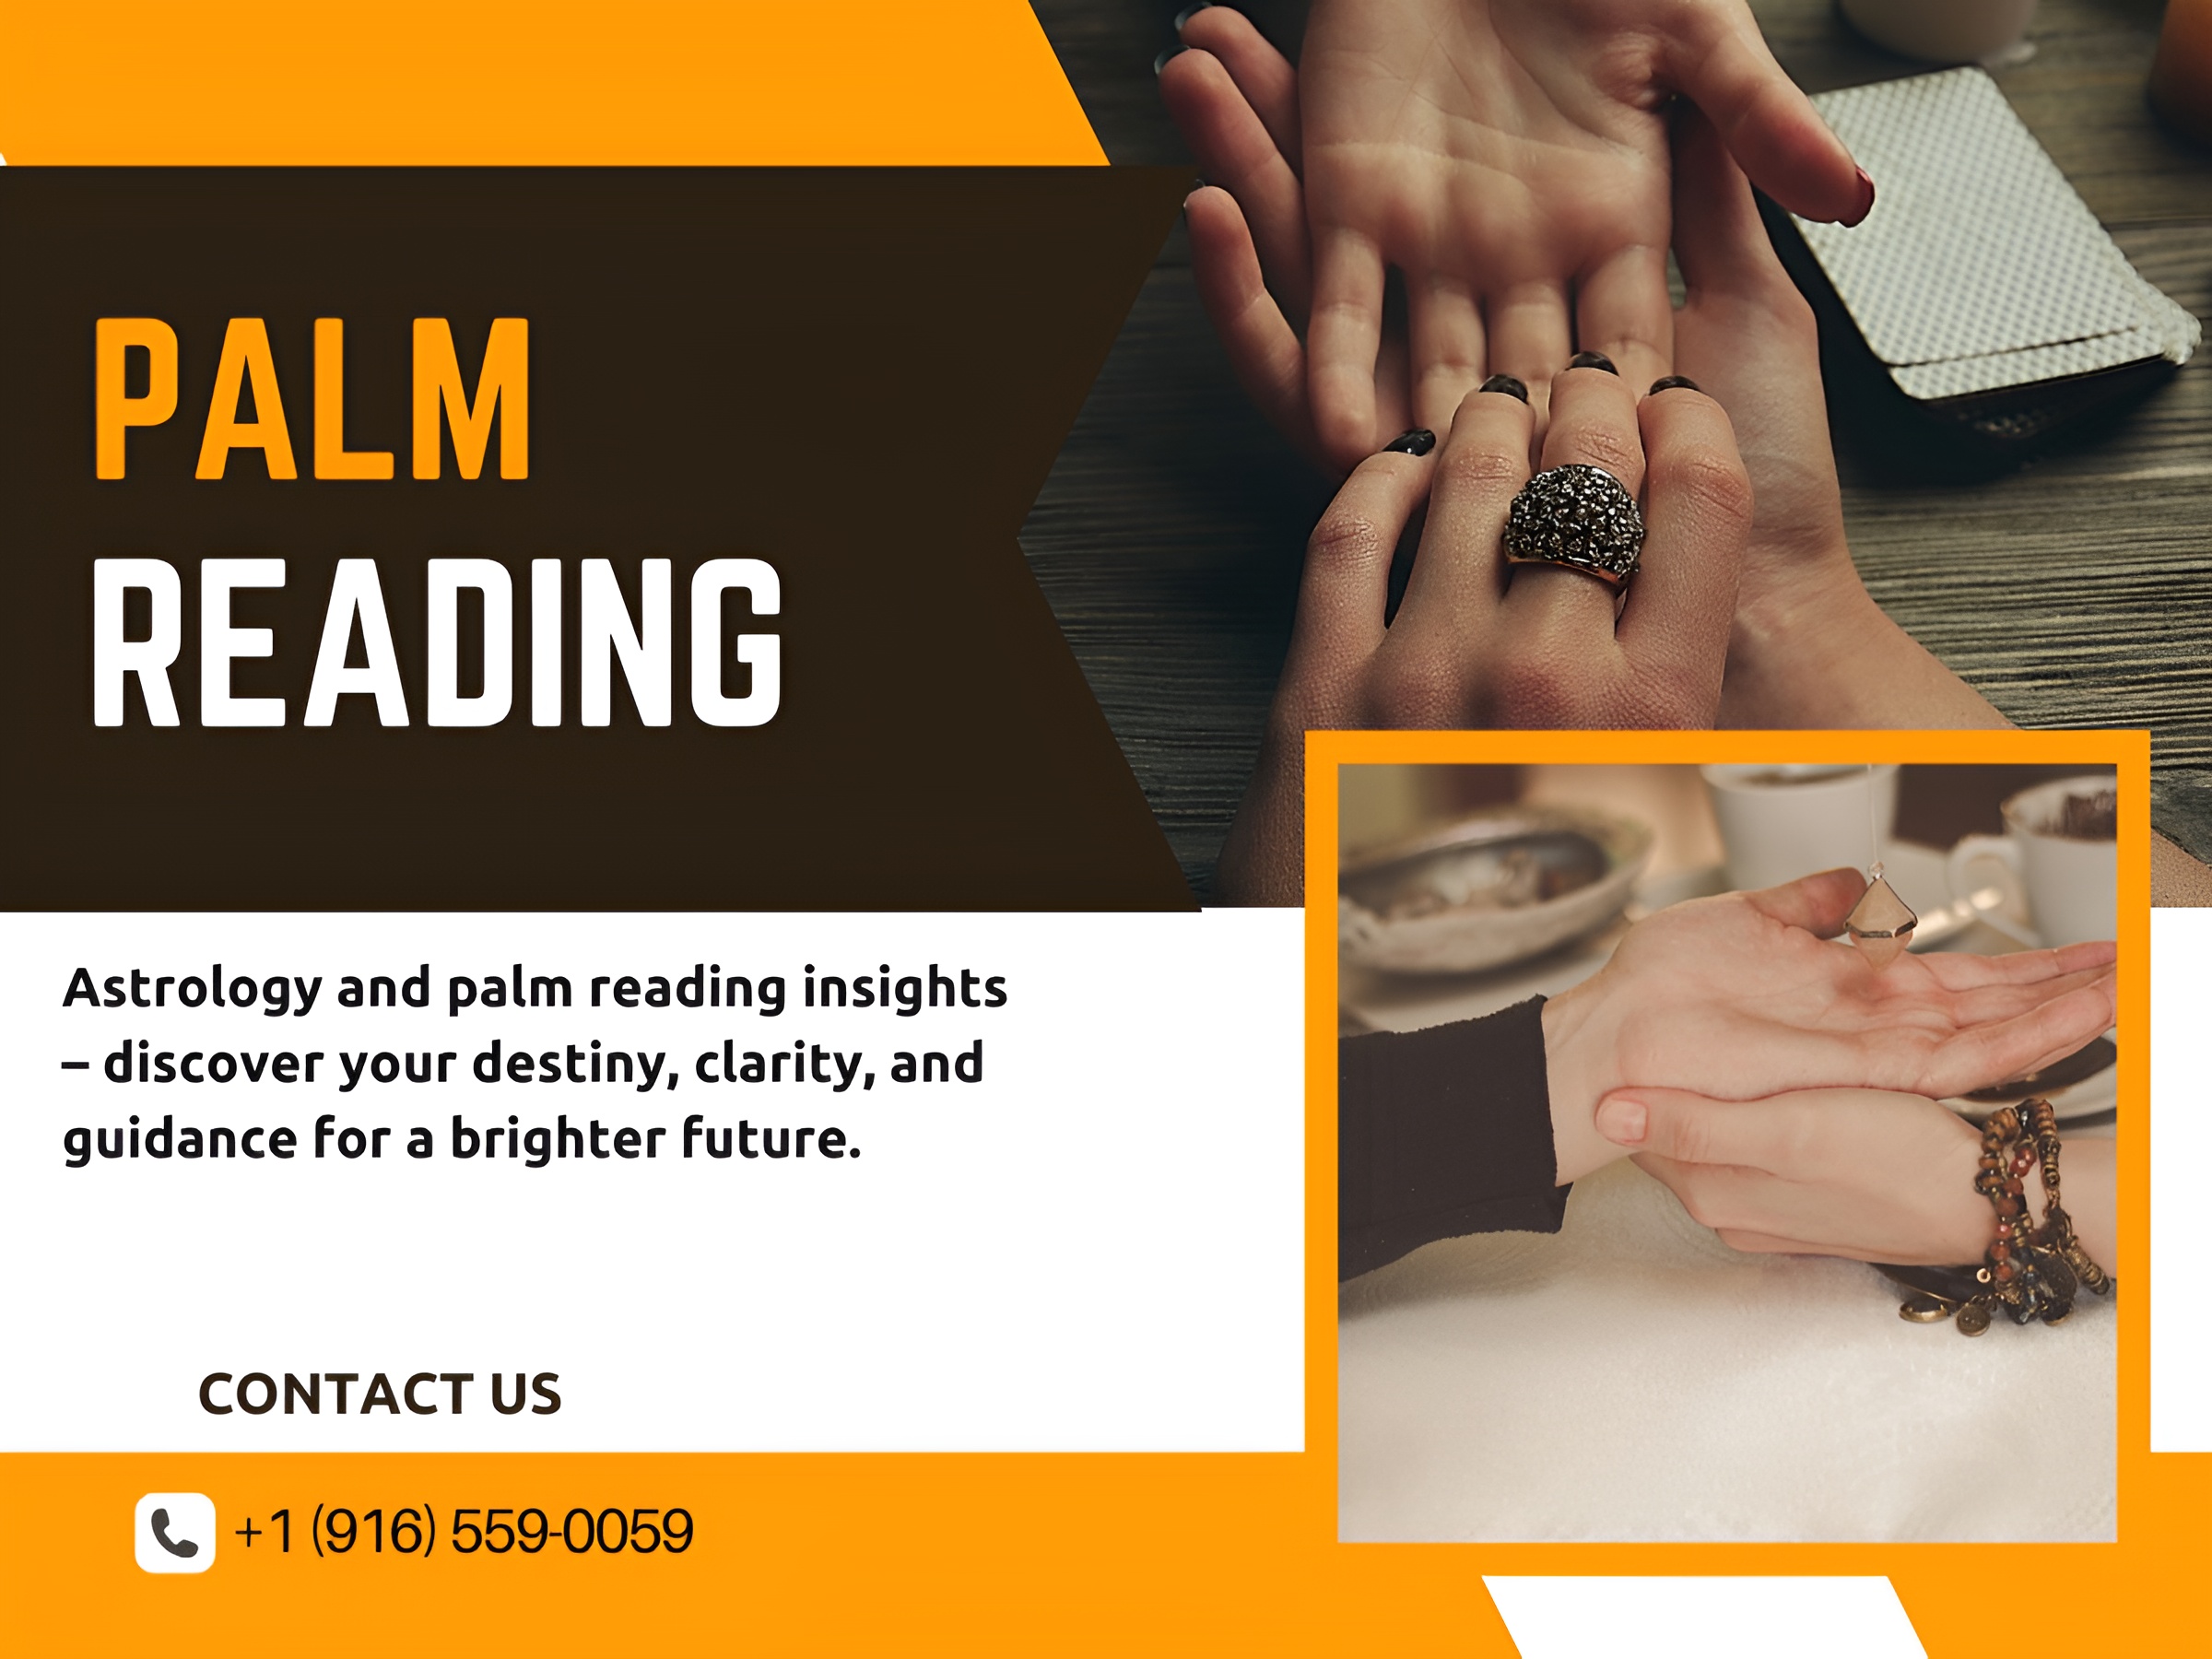 PALM
READING
Astrology and palm reading insights
– discover your destiny, clarity, and
guidance for a brighter future.
CONTACT US
+1 (916) 559-0059